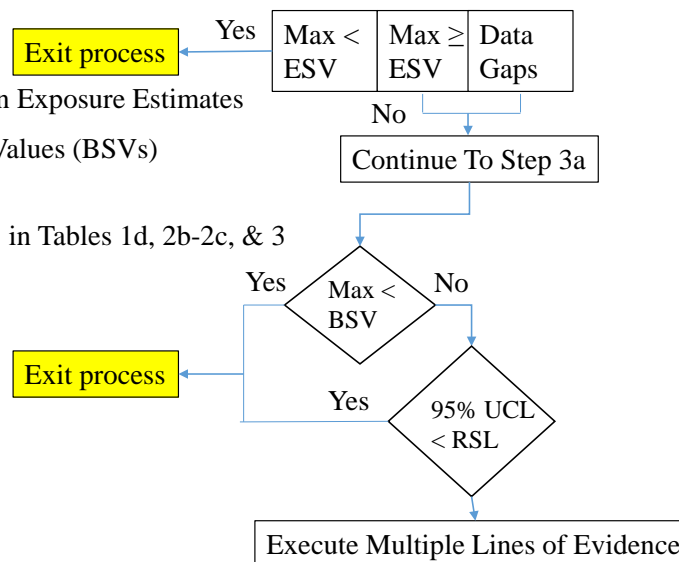 Yes
Max <
ESV
Max ≥
ESV
Data
Gaps
Exit process
n Exposure Estimates
No
Values (BSVs)
Continue To Step 3a
in Tables 1d, 2b-2c, & 3
Yes
No
Max <
BSV
Exit process
Yes
95% UCL
< RSL
Execute Multiple Lines of Evidence